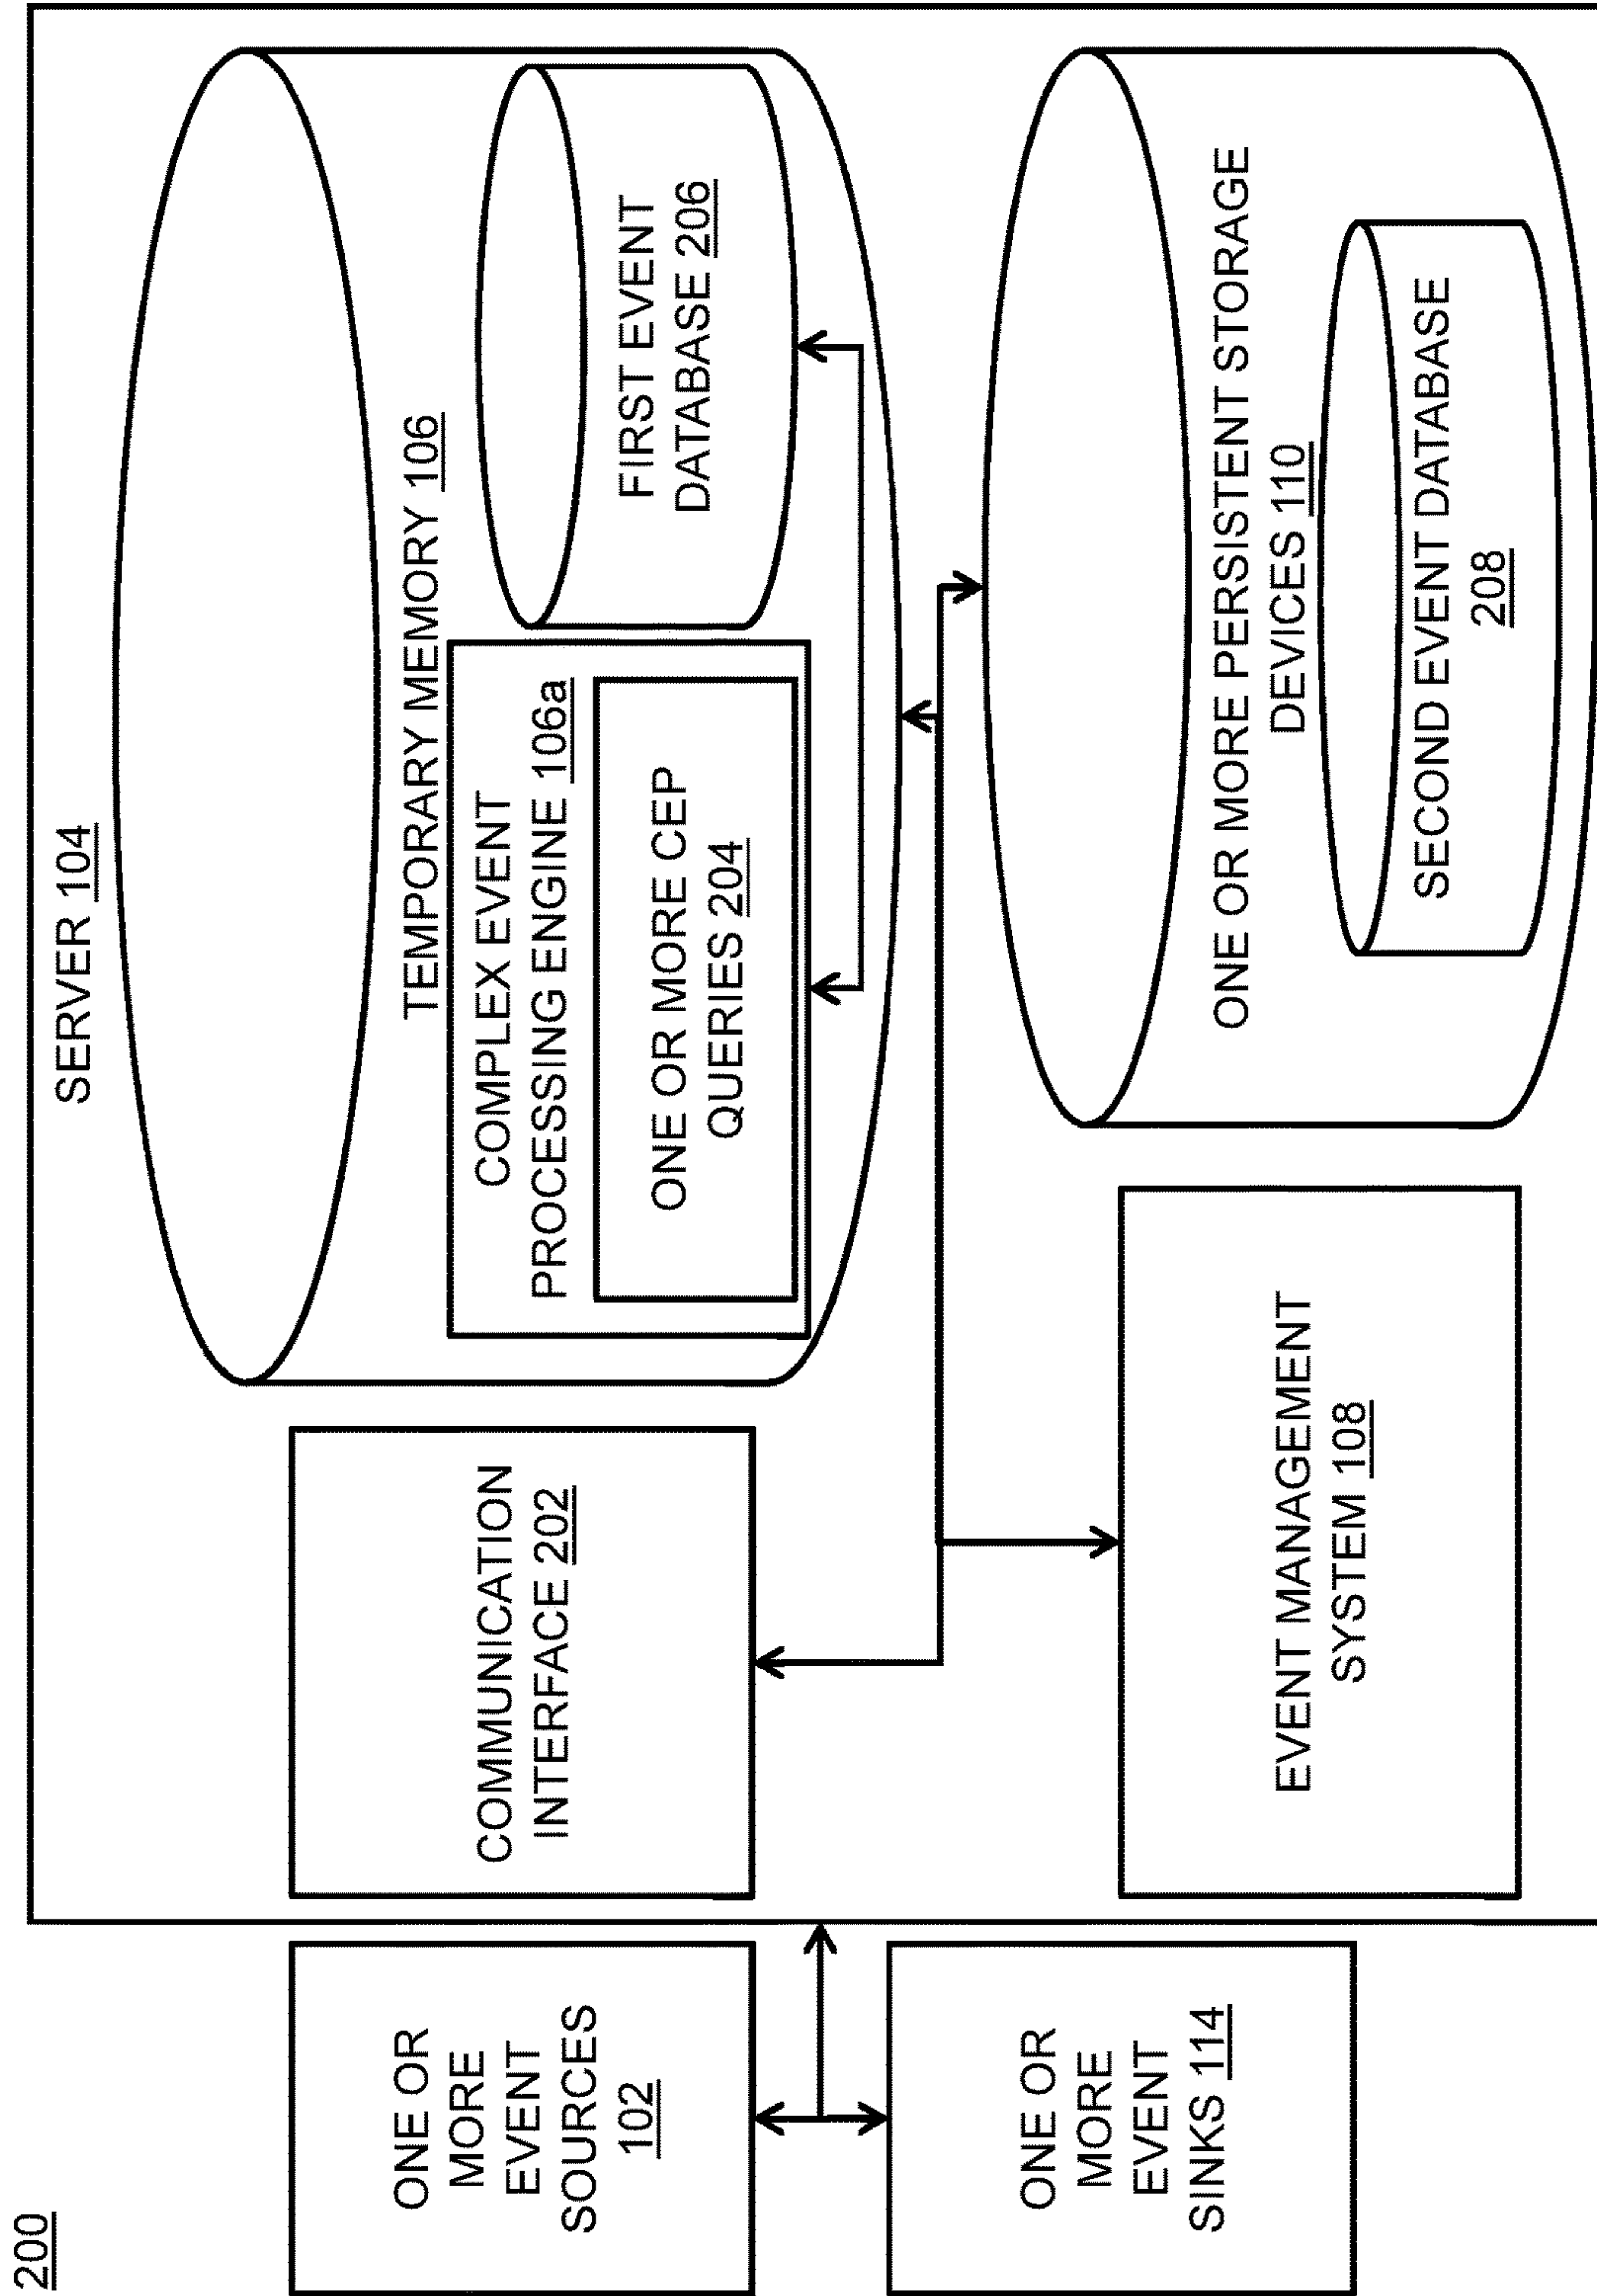 200
SERVER 104
ONE OR
MORE
EVENT
SOURCES
102
COMMUNICATION
INTERFACE 202
TEMPORARY MEMORY 106
COMPLEX EVENT
PROCESSING ENGINE 106a
ONE OR MORE CEP
QUERIES 204
FIRST EVENT
DATABASE 206
ONE OR
MORE
EVENT
SINKS 114
EVENT MANAGEMENT
SYSTEM 108
ONE OR MORE PERSISTENT STORAGE
DEVICES 110
SECOND EVENT DATABASE
208